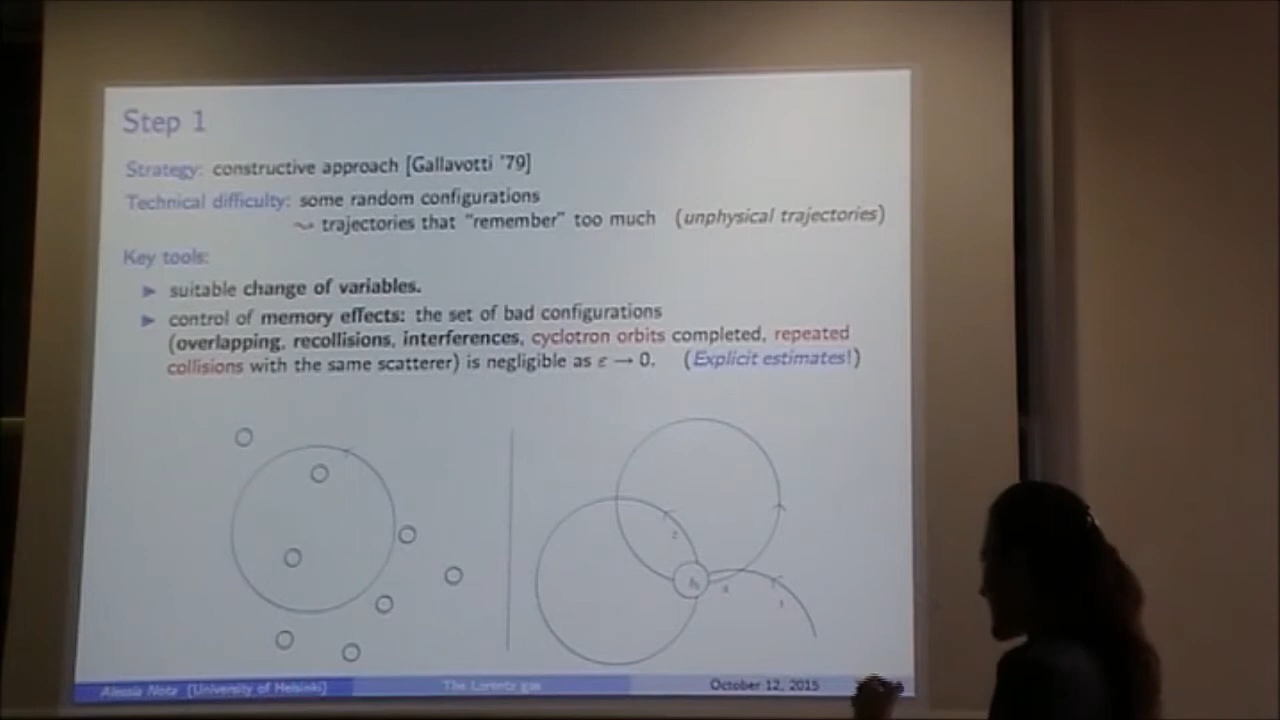 Step 1
Strategy: constructive approach [Gallavotti '79]
Technical difficulty: some random configurations
⤳ trajectories that “remember” too much (unphysical trajectories)
Key tools:
▶ suitable change of variables.
▶ control of memory effects: the set of bad configurations
(overlapping, recollisions, interferences, cyclotron orbits completed, repeated
collisions with the same scatterer) is negligible as ε → 0. (Explicit estimates!)
2
1
Alessia Nota (University of Helsinki) The Lorentz gas October 12, 2015